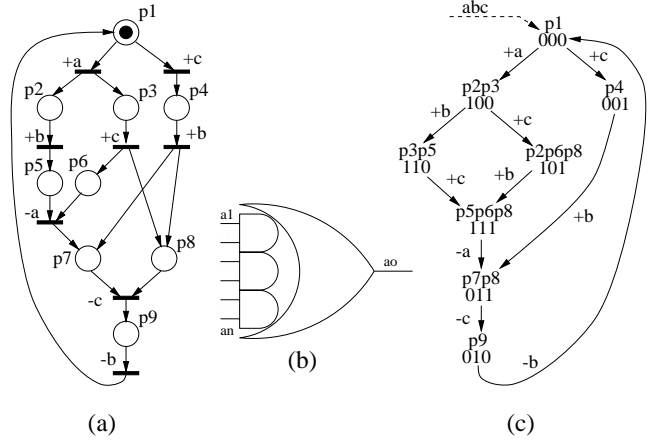 p1
+a
+c
p2
p3
p4
+b
+c
+b
p5
p6
-a
p7
p8
-c
p9
-b
(a)
a1
an
ao
(b)
abc
p1
000
+a
+c
p2p3
100
p4
001
+b
+c
p3p5
110
p2p6p8
101
+c
+b
p5p6p8
111
+b
-a
p7p8
011
-c
p9
010
-b
(c)